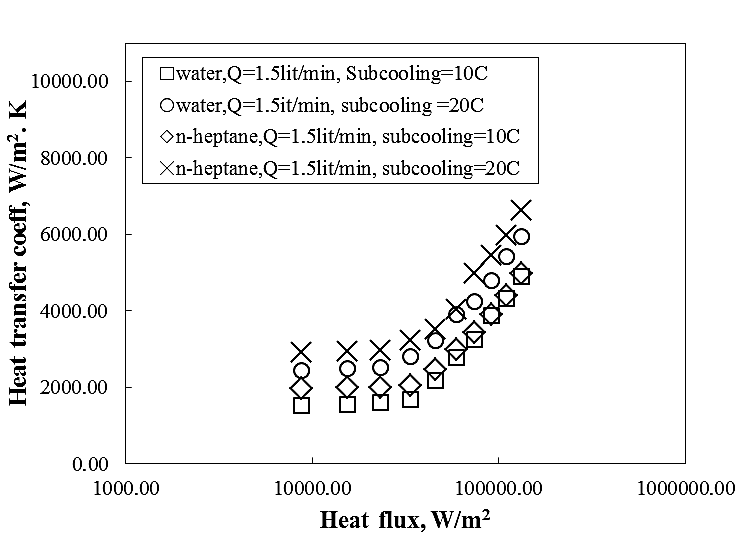 10000.00
8000.00
6000.00
4000.00
2000.00
0.00
Heat transfer coeff, W/m². K
water,Q=1.5lit/min, Subcooling=10C
water,Q=1.5it/min, subcooling =20C
n-heptane,Q=1.5lit/min, subcooling=10C
n-heptane,Q=1.5lit/min, subcooling=20C
1000.00 10000.00 100000.00 1000000.00
Heat flux, W/m²